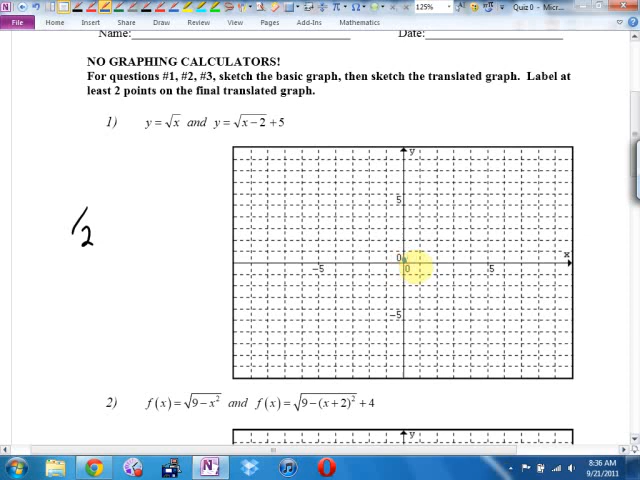 125%
Quiz 0 - Micr...
File Home Insert Share Draw Review View Page Add-Ins Mathematics
Name: Date:
NO GRAPHING CALCULATORS!
For questions #1, #2, #3, sketch the basic graph, then sketch the translated graph. Label at
least 2 points on the final translated graph.
1) y = √x and y = √(x − 2) + 5
y
5
/2
0 x
−5 0 5
−5
2) f(x) = √(9 − x²) and f(x) = √(9 − (x + 2)²) + 4
y
8:36 AM
9/21/2011